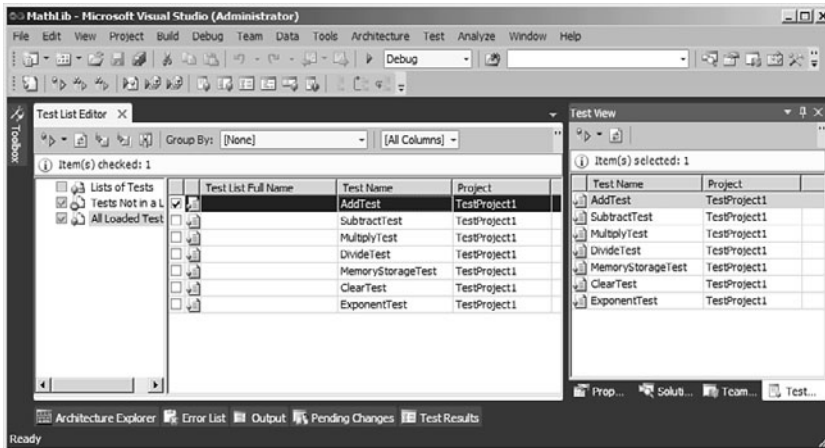 MathLib - Microsoft Visual Studio (Administrator)
File Edit View Project Build Debug Team Data Tools Architecture Test Analyze Window Help
Debug
Toolbox
Test List Editor
Group By: [None] [All Columns]
Item(s) checked: 1
Lists of Tests
Tests Not in a L
All Loaded Test
Test List Full Name Test Name Project
AddTest TestProject1
SubtractTest TestProject1
MultiplyTest TestProject1
DivideTest TestProject1
MemoryStorageTest TestProject1
ClearTest TestProject1
ExponentTest TestProject1
Test View
Item(s) selected: 1
Test Name Project
AddTest TestProject1
SubtractTest TestProject1
MultiplyTest TestProject1
DivideTest TestProject1
MemoryStorageTest TestProject1
ClearTest TestProject1
ExponentTest TestProject1
Prop... Soluti... Team... Test...
Architecture Explorer Error List Output Pending Changes Test Results
Ready